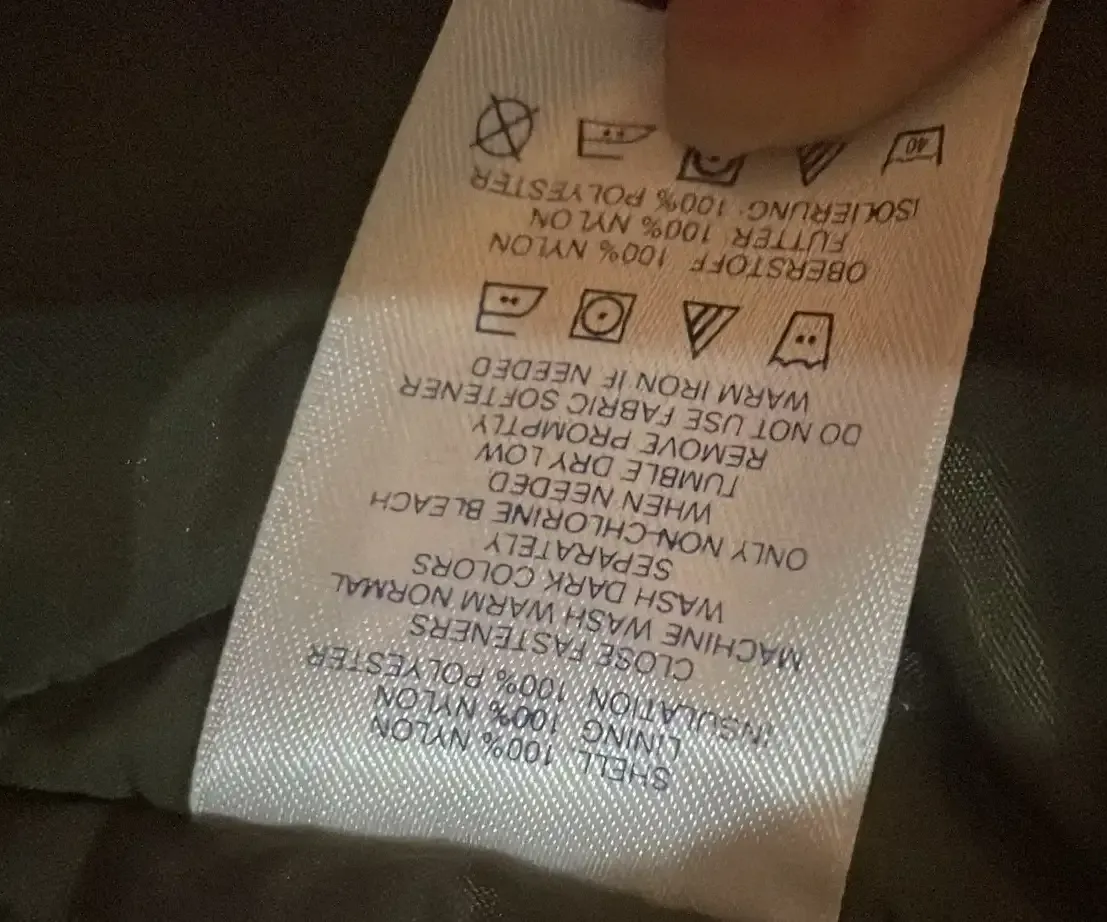 SHELL 100% NYLON
LINING 100% NYLON
INSULATION 100% POLYESTER
CLOSE FASTENERS
MACHINE WASH WARM NORMAL
WASH DARK COLORS
SEPARATELY
ONLY NON-CHLORINE BLEACH
WHEN NEEDED
TUMBLE DRY LOW
REMOVE PROMPTLY
DO NOT USE FABRIC SOFTENER
WARM IRON IF NEEDED
OBERSTOFF 100% NYLON
FUTTER 100% NYLON
ISOLIERUNG 100% POLYESTER
40